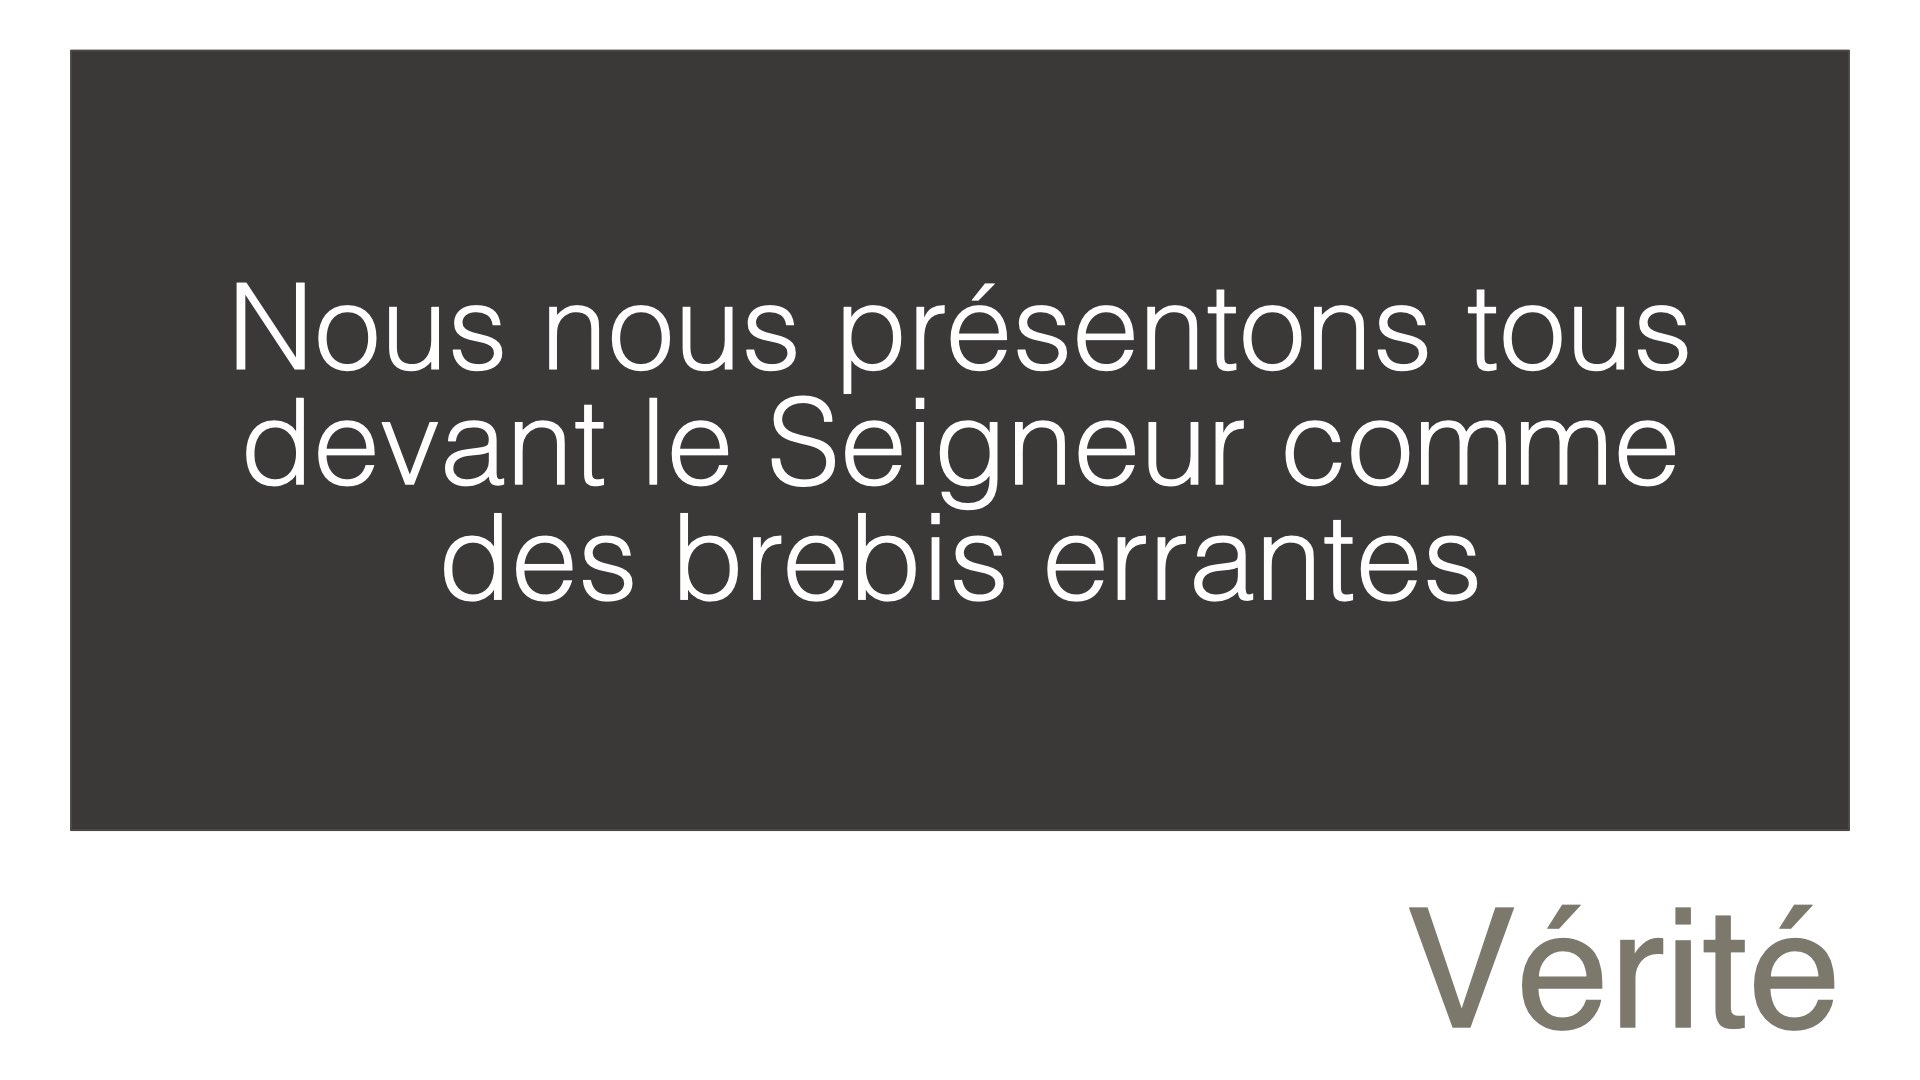 Nous nous présentons tous
devant le Seigneur comme
des brebis errantes
Vérité